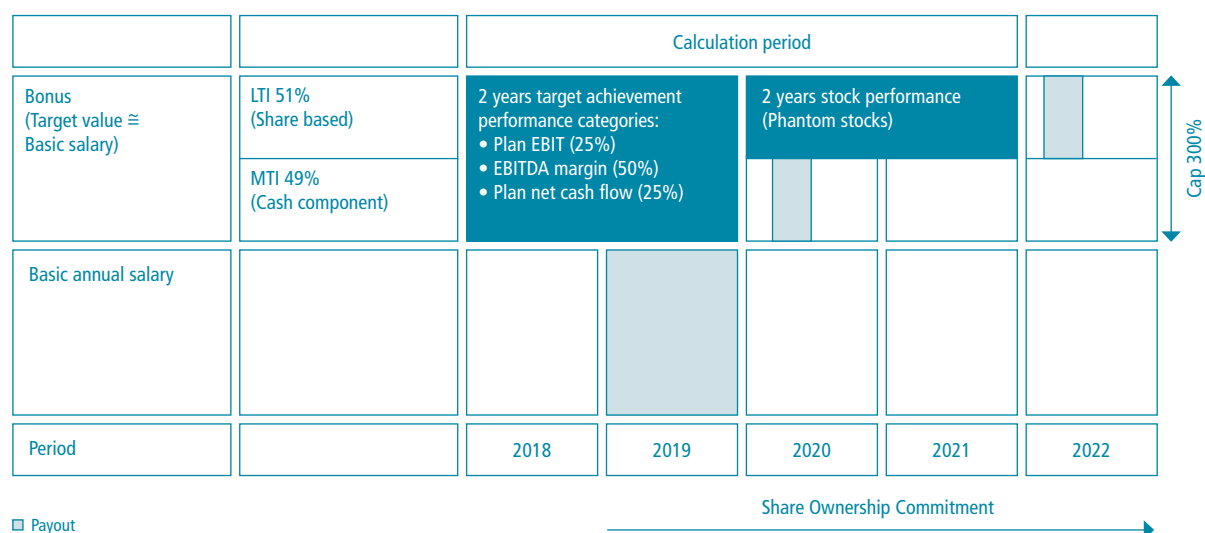 Calculation period
Bonus
(Target value ≅
Basic salary)
LTI 51%
(Share based)
MTI 49%
(Cash component)
2 years target achievement
performance categories:
• Plan EBIT (25%)
• EBITDA margin (50%)
• Plan net cash flow (25%)
2 years stock performance
(Phantom stocks)
Cap 300%
Basic annual salary
Period
2018
2019
2020
2021
2022
Share Ownership Commitment
Payout